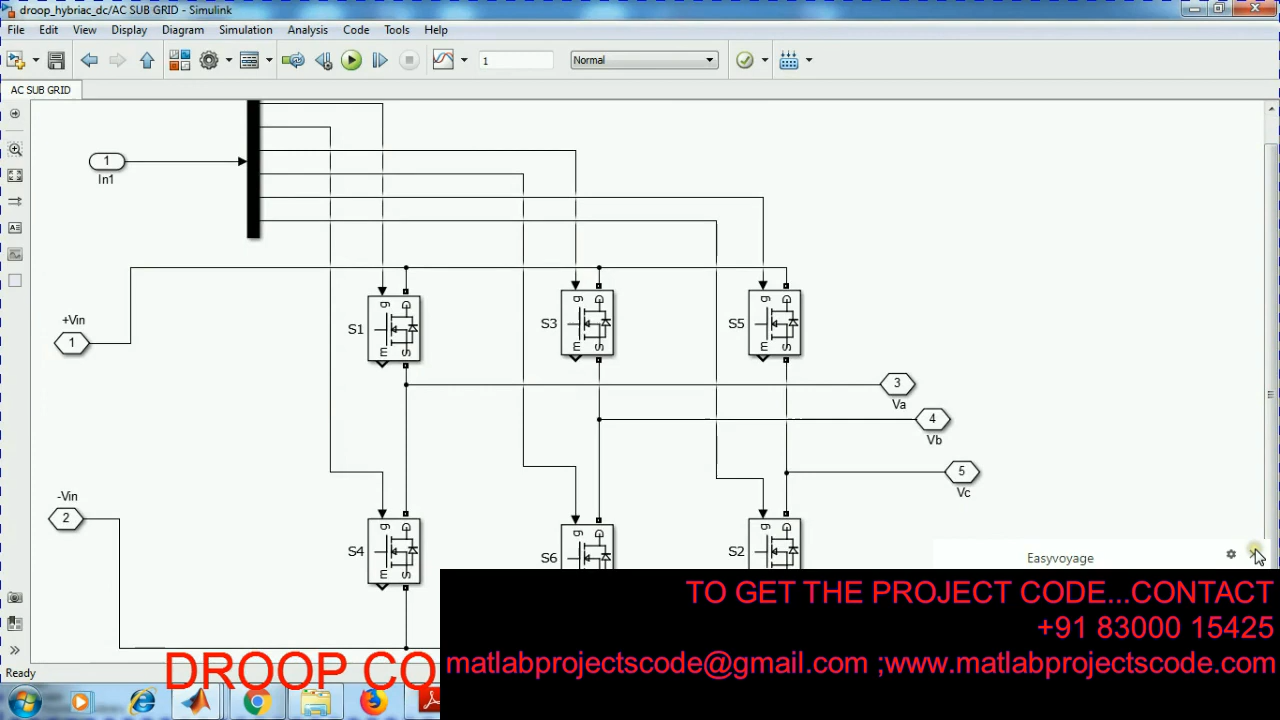 droop_hybriac_dc/AC SUB GRID - Simulink
File Edit View Display Diagram Simulation Analysis Code Tools Help
1 Normal
AC SUB GRID
1
In1
+Vin
1
g D
S1
m S
g D
S3
m S
g D
S5
m S
3
Va
4
Vb
5
Vc
-Vin
2
g D
S4
m S
g D
S6
g D
S2
Easyvoyage
TO GET THE PROJECT CODE...CONTACT
+91 83000 15425
matlabprojectscode@gmail.com ;www.matlabprojectscode.com
Ready
DROOP CO